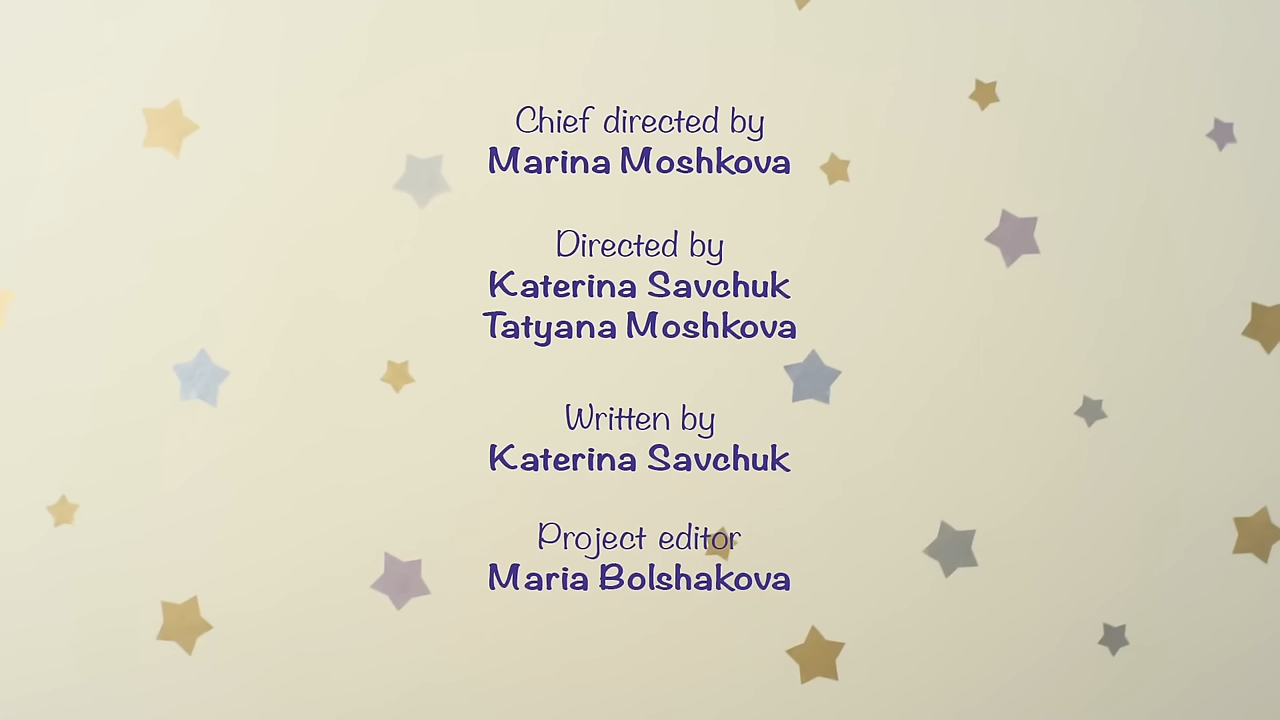 Chief directed by
Marina Moshkova
Directed by
Katerina Savchuk
Tatyana Moshkova
Written by
Katerina Savchuk
Project editor
Maria Bolshakova